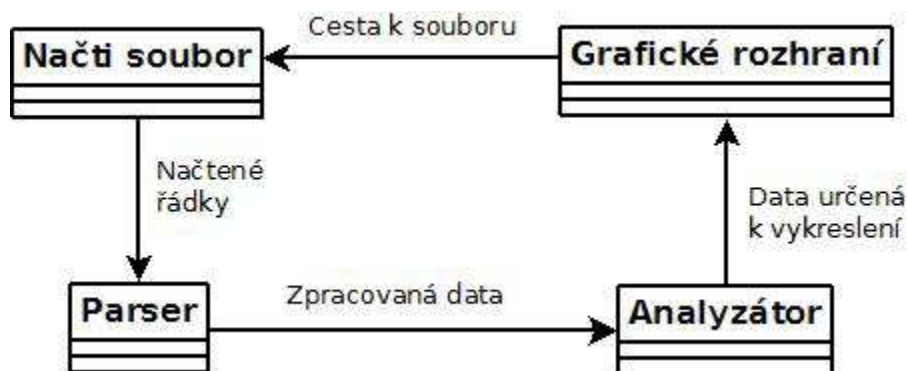 Cesta k souboru
Načti soubor
Grafické rozhraní
Načtené
řádky
Data určená
k vykreslení
Parser
Zpracovaná data
Analyzátor